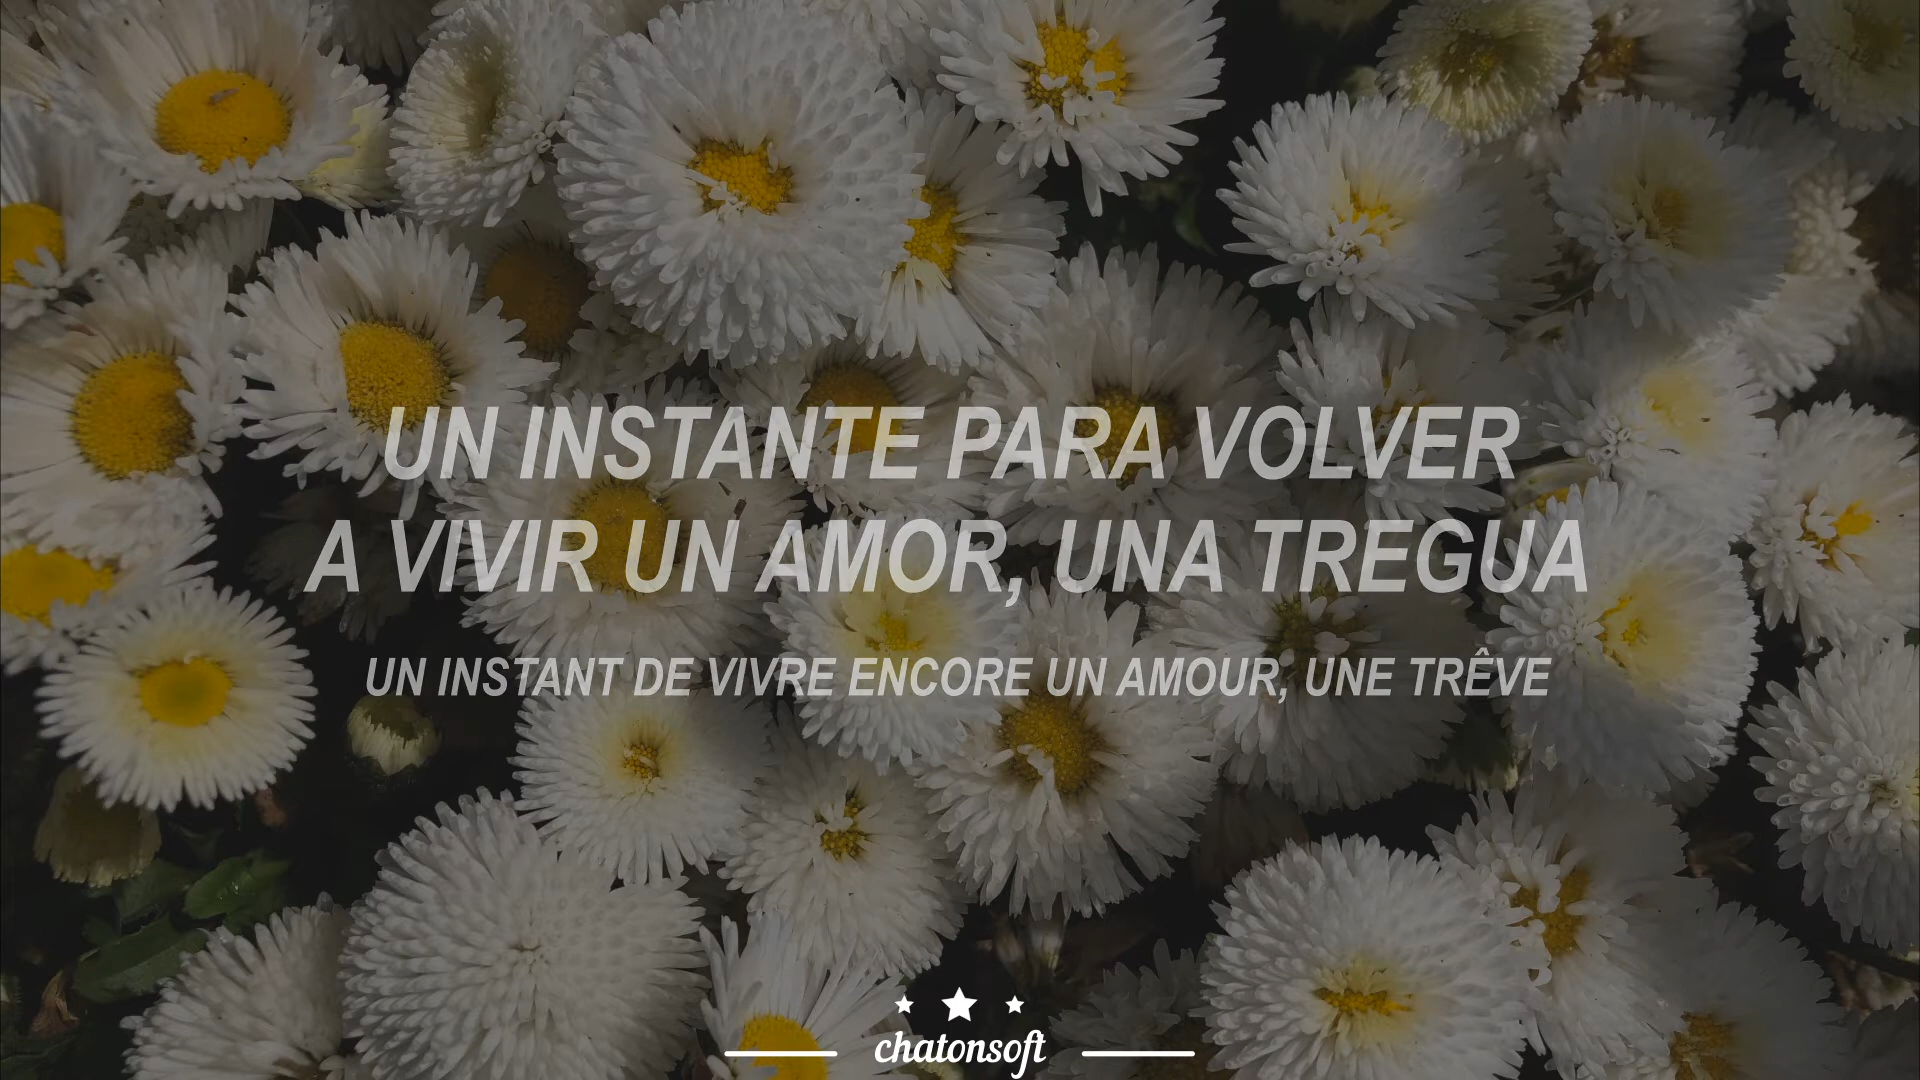 UN INSTANTE PARA VOLVER
A VIVIR UN AMOR, UNA TREGUA
UN INSTANT DE VIVRE ENCORE UN AMOUR, UNE TRÊVE
chatonsoft